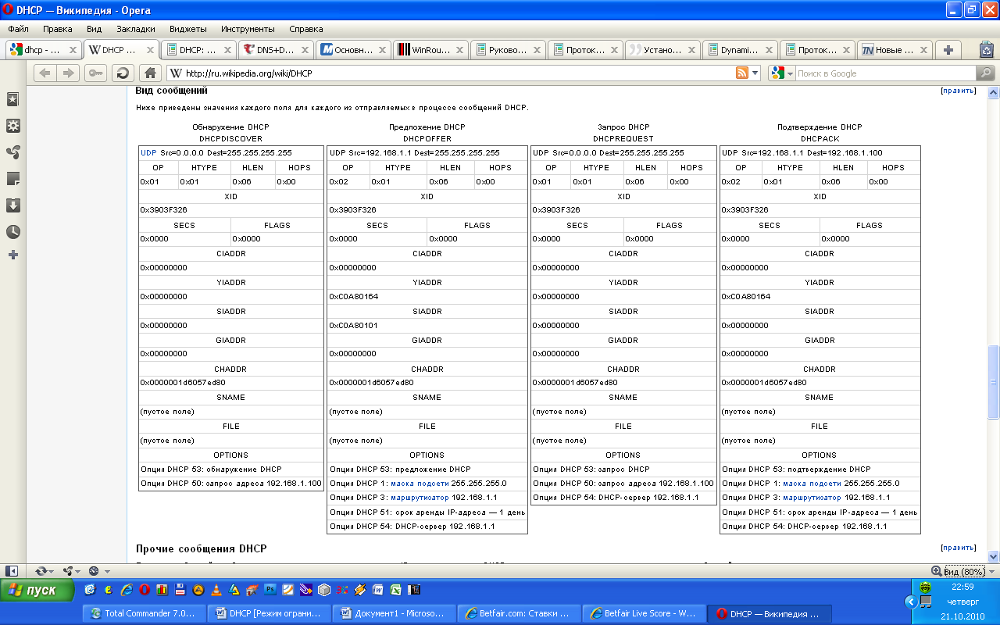 DHCP — Википедия - Opera
Файл Правка Вид Закладки Виджеты Инструменты Справка
dhcp - ... DHCP ... DHCP: ... DNS+D... Основн... WinRou... Руково... Проток... Устано... Dynami... Проток... Новые ...
http://ru.wikipedia.org/wiki/DHCP Поиск в Google
Вид сообщений [править]
Ниже приведены значения каждого поля для каждого из отправляемых в процессе сообщений DHCP.
Обнаружение DHCP Предложение DHCP Запрос DHCP Подтверждение DHCP
DHCPDISCOVER DHCPOFFER DHCPREQUEST DHCPACK
UDP Src=0.0.0.0 Dest=255.255.255.255 UDP Src=192.168.1.1 Dest=255.255.255.255 UDP Src=0.0.0.0 Dest=255.255.255.255 UDP Src=192.168.1.1 Dest=192.168.1.100
OP HTYPE HLEN HOPS OP HTYPE HLEN HOPS OP HTYPE HLEN HOPS OP HTYPE HLEN HOPS
0x01 0x01 0x06 0x00 0x02 0x01 0x06 0x00 0x01 0x01 0x06 0x00 0x02 0x01 0x06 0x00
XID XID XID XID
0x3903F326 0x3903F326 0x3903F326 0x3903F326
SECS FLAGS SECS FLAGS SECS FLAGS SECS FLAGS
0x0000 0x0000 0x0000 0x0000 0x0000 0x0000 0x0000 0x0000
CIADDR CIADDR CIADDR CIADDR
0x00000000 0x00000000 0x00000000 0x00000000
YIADDR YIADDR YIADDR YIADDR
0x00000000 0xC0A80164 0x00000000 0xC0A80164
SIADDR SIADDR SIADDR SIADDR
0x00000000 0xC0A80101 0x00000000 0x00000000
GIADDR GIADDR GIADDR GIADDR
0x00000000 0x00000000 0x00000000 0x00000000
CHADDR CHADDR CHADDR CHADDR
0x0000001d6057ed80 0x0000001d6057ed80 0x0000001d6057ed80 0x0000001d6057ed80
SNAME SNAME SNAME SNAME
(пустое поле) (пустое поле) (пустое поле) (пустое поле)
FILE FILE FILE FILE
(пустое поле) (пустое поле) (пустое поле) (пустое поле)
OPTIONS OPTIONS OPTIONS OPTIONS
Опция DHCP 53: обнаружение DHCP Опция DHCP 53: предложение DHCP Опция DHCP 53: запрос DHCP Опция DHCP 53: подтверждение DHCP
Опция DHCP 50: запрос адреса 192.168.1.100 Опция DHCP 1: маска подсети 255.255.255.0 Опция DHCP 50: запрос адреса 192.168.1.100 Опция DHCP 1: маска подсети 255.255.255.0
Опция DHCP 3: маршрутизатор 192.168.1.1 Опция DHCP 54: DHCP-сервер 192.168.1.1 Опция DHCP 3: маршрутизатор 192.168.1.1
Опция DHCP 51: срок аренды IP-адреса — 1 день Опция DHCP 51: срок аренды IP-адреса — 1 день
Опция DHCP 54: DHCP-сервер 192.168.1.1 Опция DHCP 54: DHCP-сервер 192.168.1.1
Прочие сообщения DHCP [править]
Вид (80%)
пуск 22:59
четверг
Total Commander 7.0... DHCP [Режим ограни... Документ1 - Microso... Betfair.com: Ставки ... Betfair Live Score - W... DHCP — Википедия ...
21.10.2010